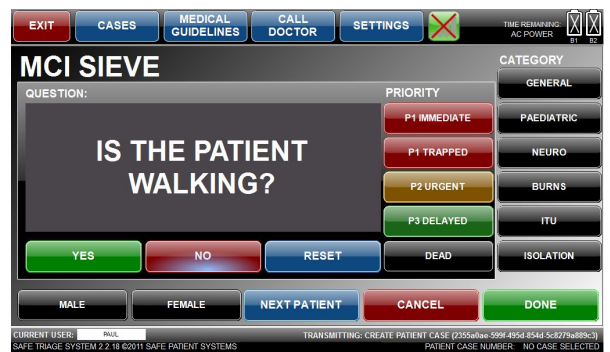 EXIT
CASES
MEDICAL
GUIDELINES
CALL
DOCTOR
SETTINGS
TIME REMAINING:
AC POWER
B1 B2
MCI SIEVE
CATEGORY
QUESTION:
PRIORITY
GENERAL
P1 IMMEDIATE
PAEDIATRIC
IS THE PATIENT
WALKING?
P1 TRAPPED
NEURO
P2 URGENT
BURNS
P3 DELAYED
ITU
YES
NO
RESET
DEAD
ISOLATION
MALE
FEMALE
NEXT PATIENT
CANCEL
DONE
CURRENT USER: PAUL
TRANSMITTING: CREATE PATIENT CASE (2355a0ae-599f-495d-854d-5c8279a889c3)
SAFE TRIAGE SYSTEM 2.2.18 ©2011 SAFE PATIENT SYSTEMS
PATIENT CASE NUMBER: NO CASE SELECTED